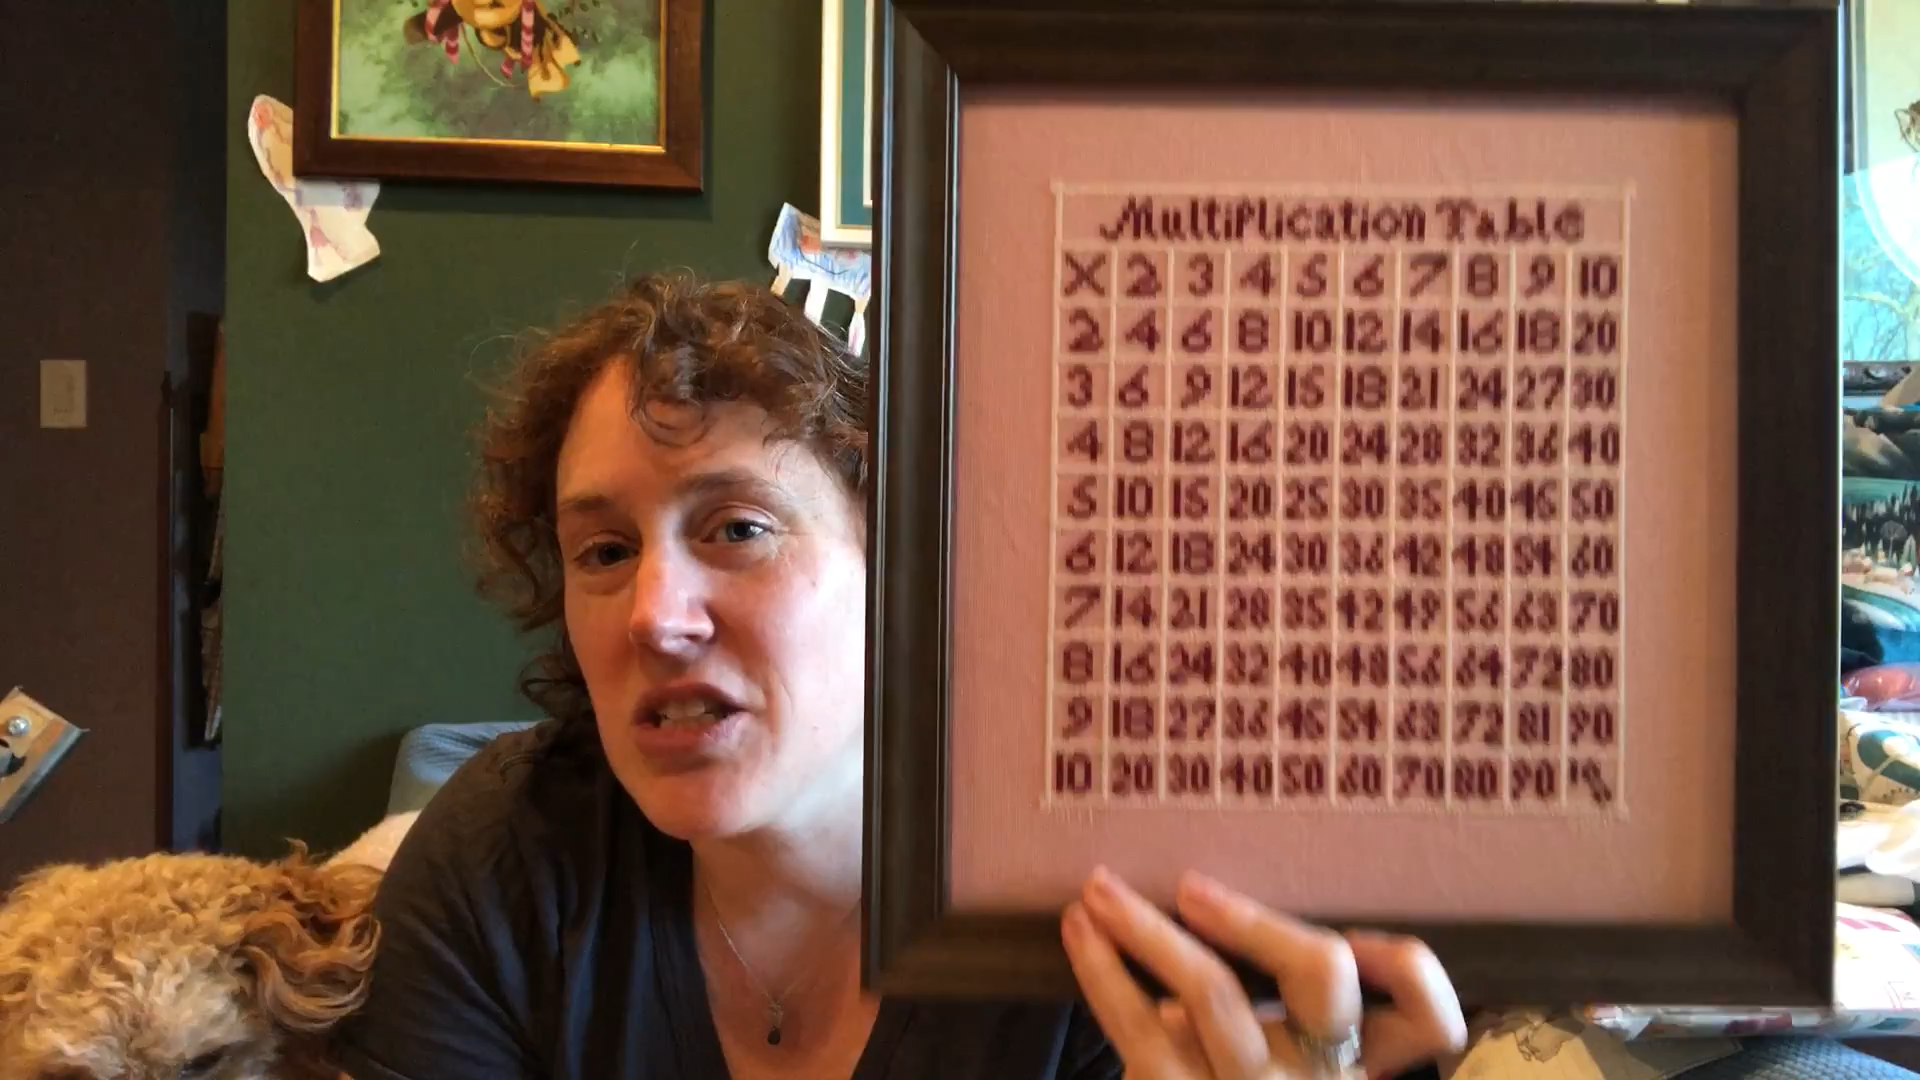 Multiplication Table
X 2 3 4 5 6 7 8 9 10
2 4 6 8 10 12 14 16 18 20
3 6 9 12 15 18 21 24 27 30
4 8 12 16 20 24 28 32 36 40
5 10 15 20 25 30 35 40 45 50
6 12 18 24 30 36 42 48 54 60
7 14 21 28 35 42 49 56 63 70
8 16 24 32 40 48 56 64 72 80
9 18 27 36 45 54 63 72 81 90
10 20 30 40 50 60 70 80 90